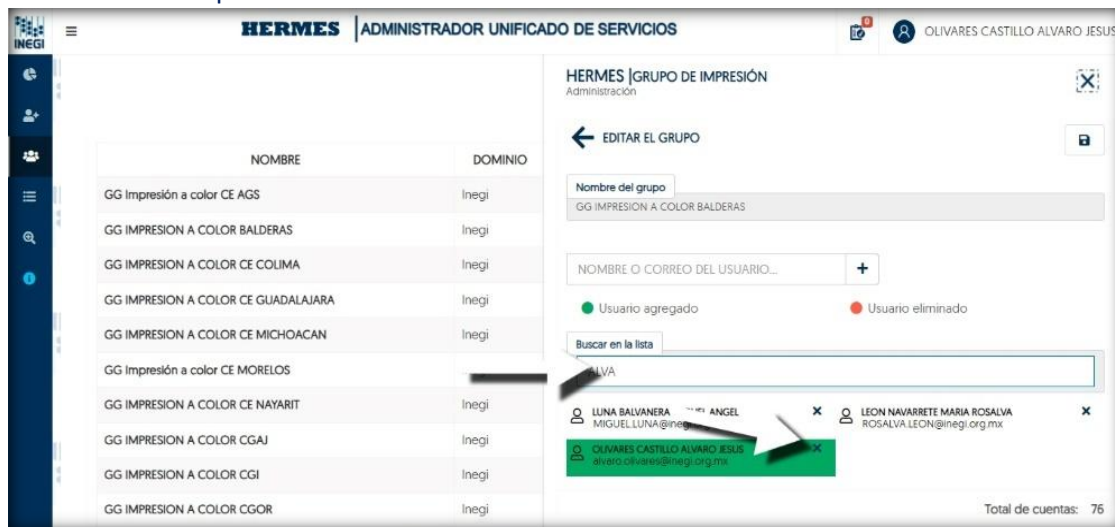 INEGI
HERMES | ADMINISTRADOR UNIFICADO DE SERVICIOS
0
OLIVARES CASTILLO ALVARO JESUS
NOMBRE DOMINIO
GG Impresión a color CE AGS Inegi
GG IMPRESION A COLOR BALDERAS Inegi
GG IMPRESION A COLOR CE COLIMA Inegi
GG IMPRESION A COLOR CE GUADALAJARA Inegi
GG IMPRESION A COLOR CE MICHOACAN Inegi
GG Impresión a color CE MORELOS
GG IMPRESION A COLOR CE NAYARIT Inegi
GG IMPRESION A COLOR CGAJ Inegi
GG IMPRESION A COLOR CGI Inegi
GG IMPRESION A COLOR CGOR Inegi
HERMES |GRUPO DE IMPRESIÓN
Administración
EDITAR EL GRUPO
Nombre del grupo
GG IMPRESION A COLOR BALDERAS
NOMBRE O CORREO DEL USUARIO... +
Usuario agregado Usuario eliminado
Buscar en la lista
ALVA
LUNA BALVANERA ANGEL
MIGUEL.LUNA@inegi
LEON NAVARRETE MARIA ROSALVA
ROSALVA.LEON@inegi.org.mx
OLIVARES CASTILLO ALVARO JESUS
alvaro.olivares@inegi.org.mx
Total de cuentas: 76